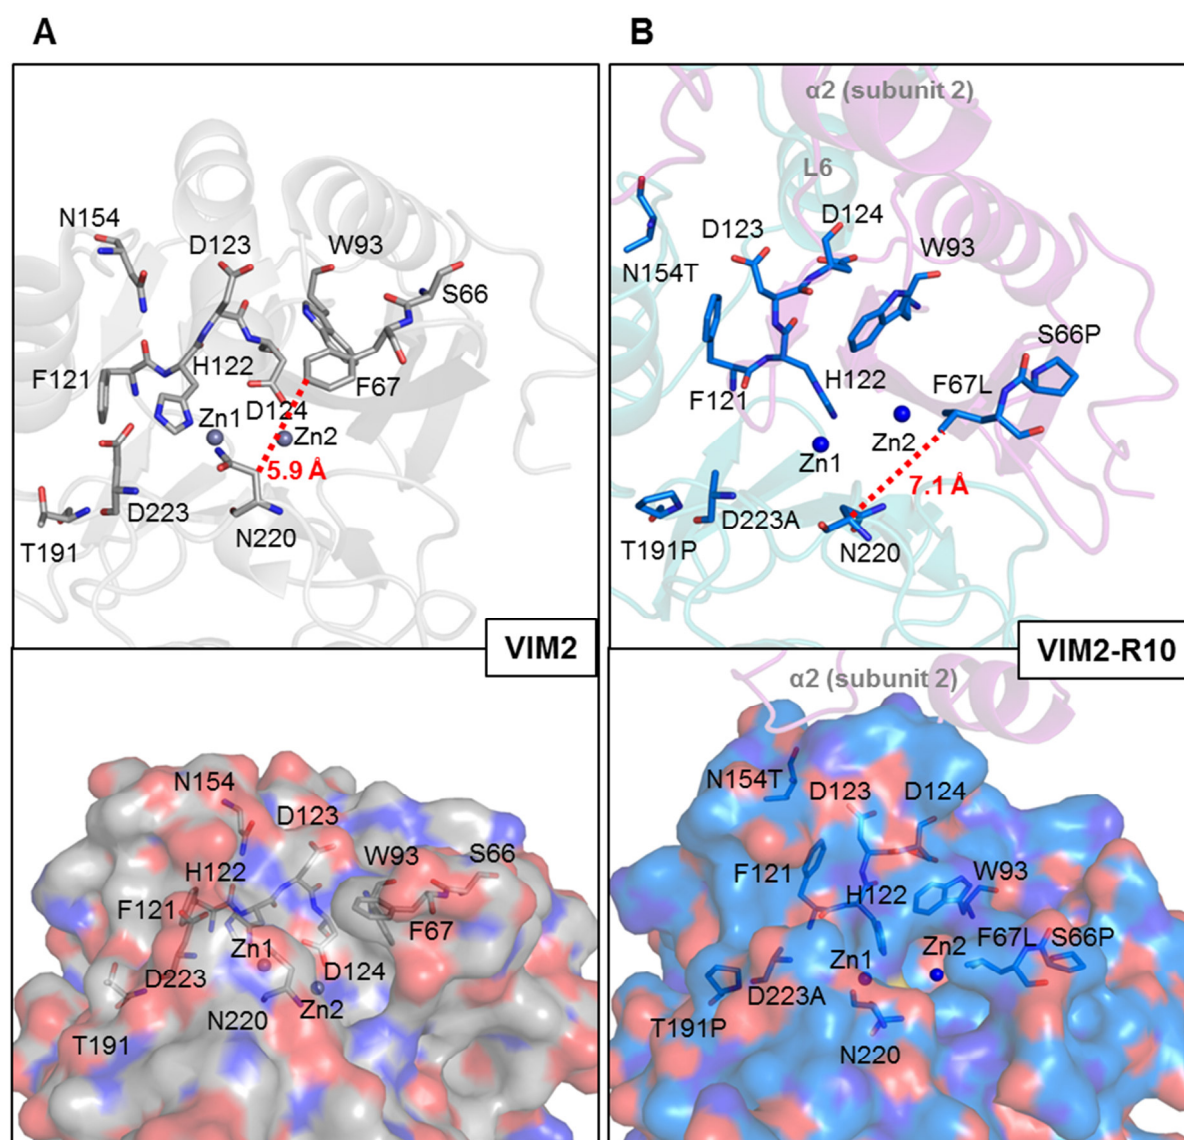 A
N154
D123
W93
S66
F121
H122
F67
Zn1
D124
Zn2
5.9 Å
D223
N220
T191
VIM2
N154
D123
H122
W93
S66
F121
F67
Zn1
D223
D124
Zn2
N220
T191
B
α2 (subunit 2)
L6
D124
D123
W93
N154T
S66P
H122
F67L
F121
Zn2
Zn1
7.1 Å
D223A
T191P
N220
VIM2-R10
α2 (subunit 2)
N154T
D123
D124
F121
W93
H122
Zn1
Zn2
F67L
S66P
D223A
T191P
N220